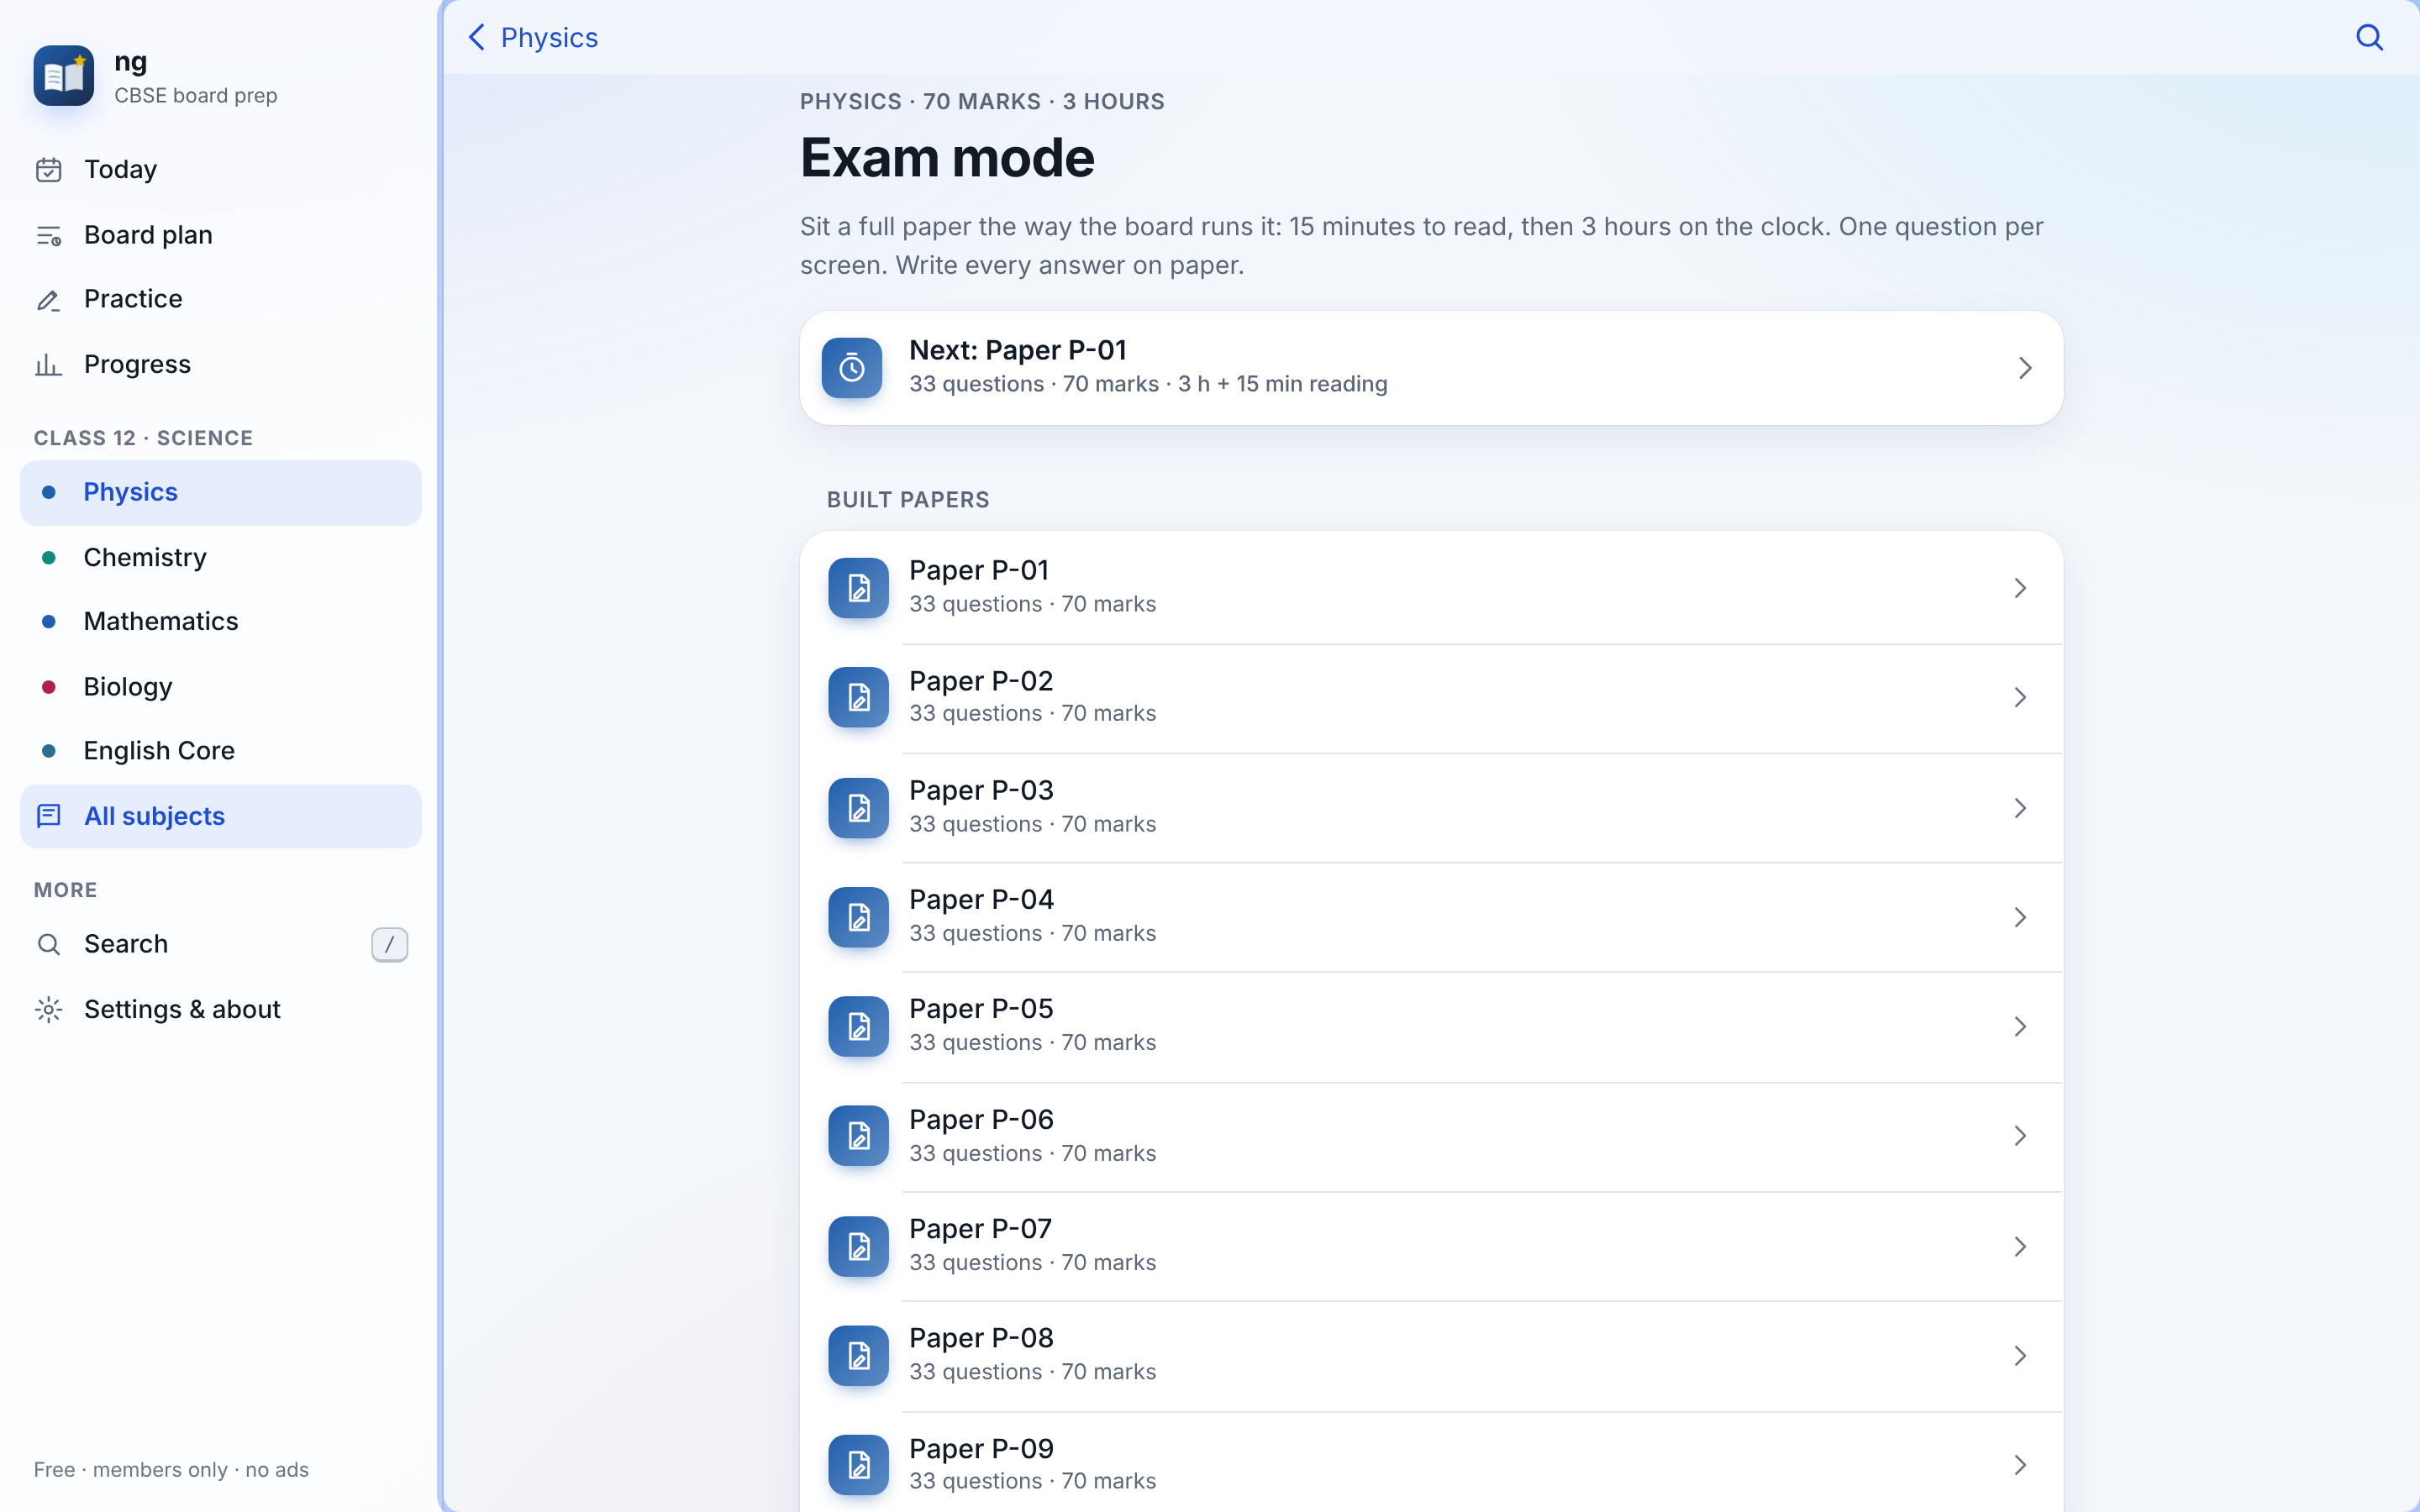 ng
CBSE board prep
Today
Board plan
Practice
Progress
CLASS 12 · SCIENCE
Physics
Chemistry
Mathematics
Biology
English Core
All subjects
MORE
Search
/
Settings & about
Free · members only · no ads
Physics
PHYSICS · 70 MARKS · 3 HOURS
Exam mode
Sit a full paper the way the board runs it: 15 minutes to read, then 3 hours on the clock. One question per
screen. Write every answer on paper.
Next: Paper P-01
33 questions · 70 marks · 3 h + 15 min reading
BUILT PAPERS
Paper P-01
33 questions · 70 marks
Paper P-02
33 questions · 70 marks
Paper P-03
33 questions · 70 marks
Paper P-04
33 questions · 70 marks
Paper P-05
33 questions · 70 marks
Paper P-06
33 questions · 70 marks
Paper P-07
33 questions · 70 marks
Paper P-08
33 questions · 70 marks
Paper P-09
33 questions · 70 marks